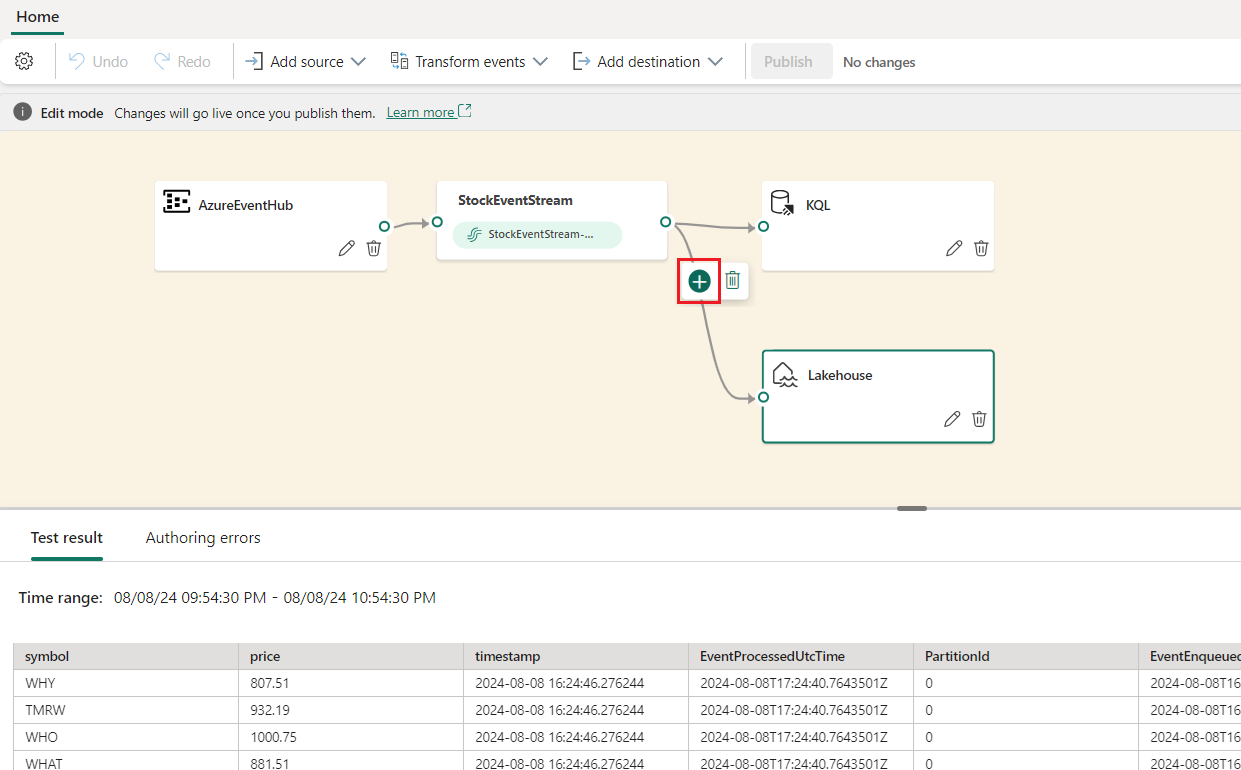 Home
Undo Redo Add source Transform events Add destination Publish No changes
Edit mode Changes will go live once you publish them. Learn more
AzureEventHub
StockEventStream
StockEventStream-...
KQL
Lakehouse
Test result Authoring errors
Time range: 08/08/24 09:54:30 PM - 08/08/24 10:54:30 PM
symbol price timestamp EventProcessedUtcTime PartitionId EventEnqueued
WHY 807.51 2024-08-08 16:24:46.276244 2024-08-08T17:24:40.7643501Z 0 2024-08-08T16
TMRW 932.19 2024-08-08 16:24:46.276244 2024-08-08T17:24:40.7643501Z 0 2024-08-08T16
WHO 1000.75 2024-08-08 16:24:46.276244 2024-08-08T17:24:40.7643501Z 0 2024-08-08T16
WHAT 881.51 2024-08-08 16:24:46.276244 2024-08-08T17:24:40.7643501Z 0 2024-08-08T16